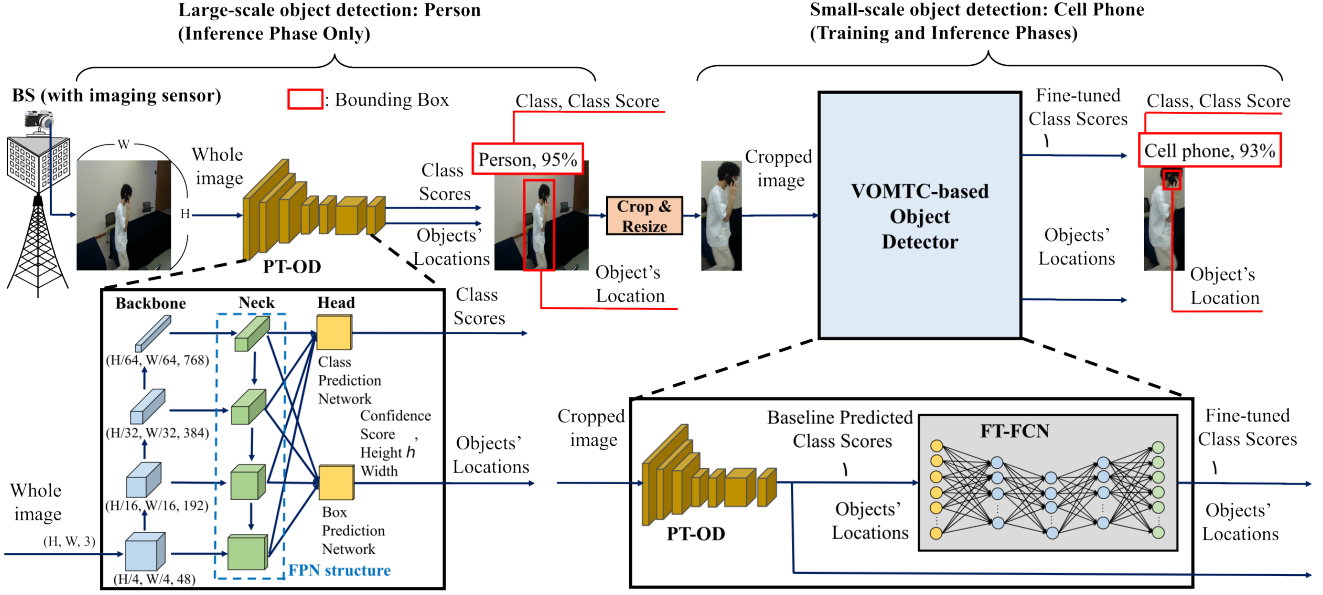 Large-scale object detection: Person
(Inference Phase Only)
Small-scale object detection: Cell Phone
(Training and Inference Phases)
BS (with imaging sensor)
: Bounding Box
Class, Class Score
Person, 95%
W
H
Whole
image
PT-OD
Class
Scores
Objects'
Locations
Object's
Location
Crop &
Resize
Cropped
image
VOMTC-based
Object
Detector
Fine-tuned
Class Scores
Objects'
Locations
Class, Class Score
Cell phone, 93%
Object's
Location
Backbone
Neck
Head
(H/64, W/64, 768)
(H/32, W/32, 384)
(H/16, W/16, 192)
(H/4, W/4, 48)
Whole
image
(H, W, 3)
FPN structure
Class
Prediction
Network
Confidence
Score
Height h'
Width
Box
Prediction
Network
Class
Scores
Objects'
Locations
Cropped
image
PT-OD
Baseline Predicted
Class Scores
Objects'
Locations
FT-FCN
Fine-tuned
Class Scores
Objects'
Locations